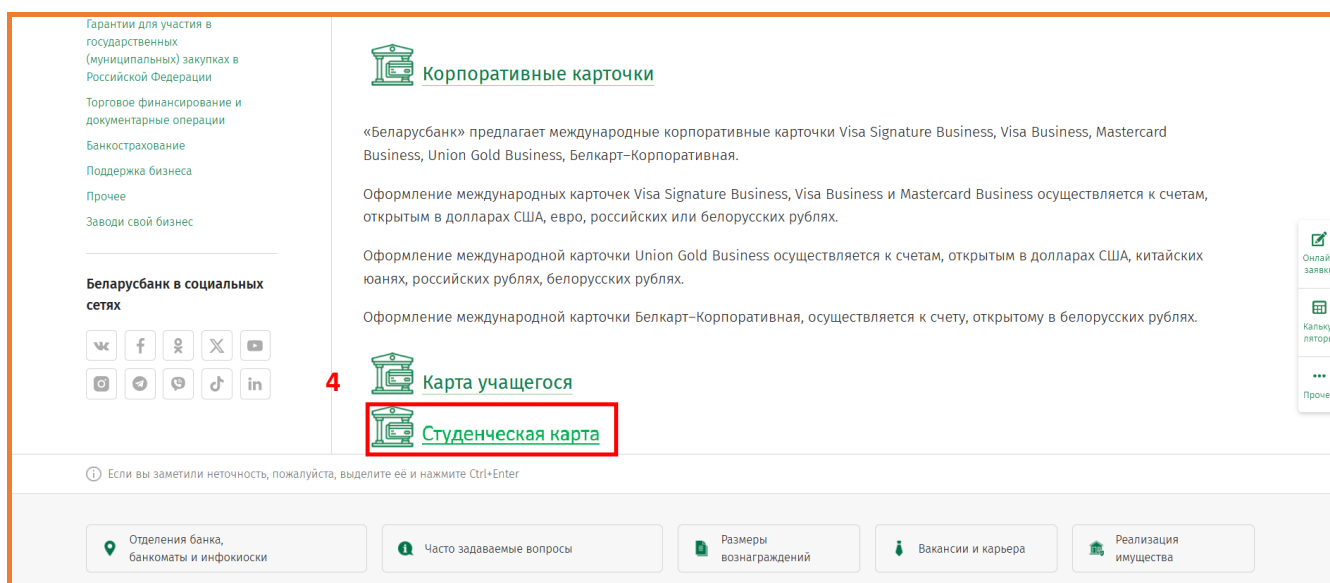 Гарантии для участия в
государственных
(муниципальных) закупках в
Российской Федерации
Торговое финансирование и
документарные операции
Банкострахование
Поддержка бизнеса
Прочее
Заводи свой бизнес
Беларусбанк в социальных
сетях
Корпоративные карточки
«Беларусбанк» предлагает международные корпоративные карточки Visa Signature Business, Visa Business, Mastercard
Business, Union Gold Business, Белкарт–Корпоративная.
Оформление международных карточек Visa Signature Business, Visa Business и Mastercard Business осуществляется к счетам,
открытым в долларах США, евро, российских или белорусских рублях.
Оформление международной карточки Union Gold Business осуществляется к счетам, открытым в долларах США, китайских
юанях, российских рублях, белорусских рублях.
Оформление международной карточки Белкарт–Корпоративная, осуществляется к счету, открытому в белорусских рублях.
4
Карта учащегося
Студенческая карта
Онлай
заявк
Кальку
лятор
Проче
Если вы заметили неточность, пожалуйста, выделите её и нажмите Ctrl+Enter
Отделения банка,
банкоматы и инфокиоски
Часто задаваемые вопросы
Размеры
вознаграждений
Вакансии и карьера
Реализация
имущества